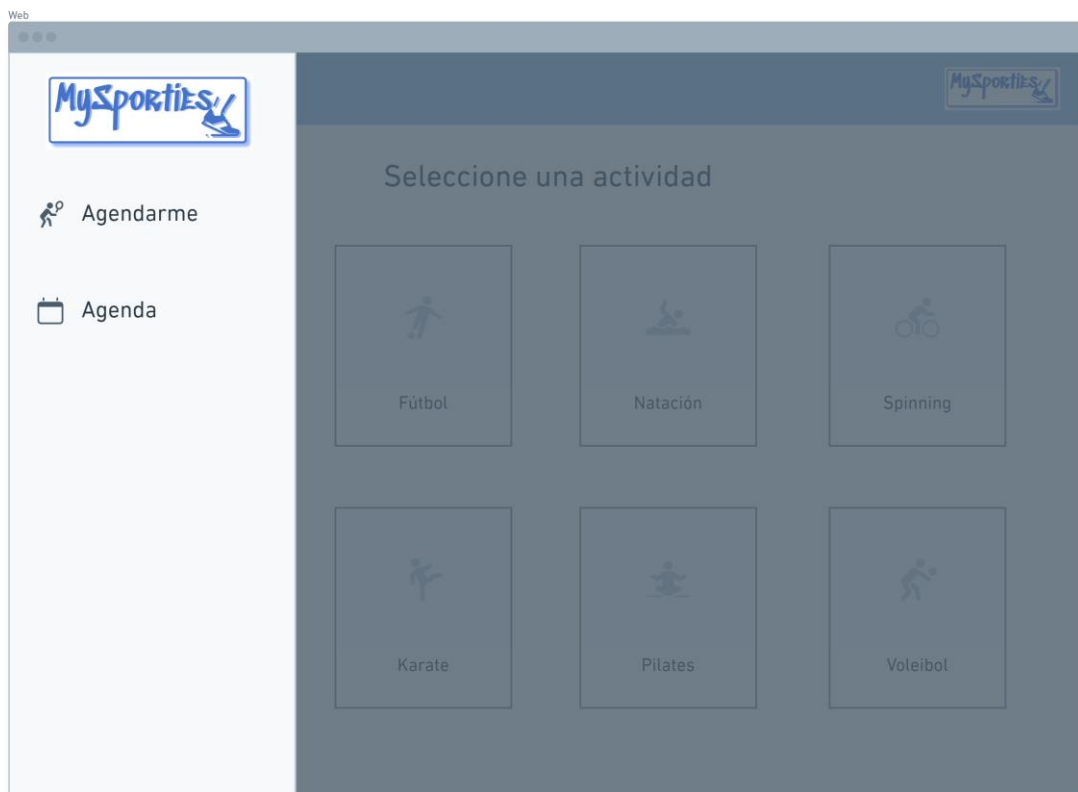 Web
MySporties
MySporties
Seleccione una actividad
Agendarme
Agenda
Fútbol
Natación
Spinning
Karate
Pilates
Voleibol